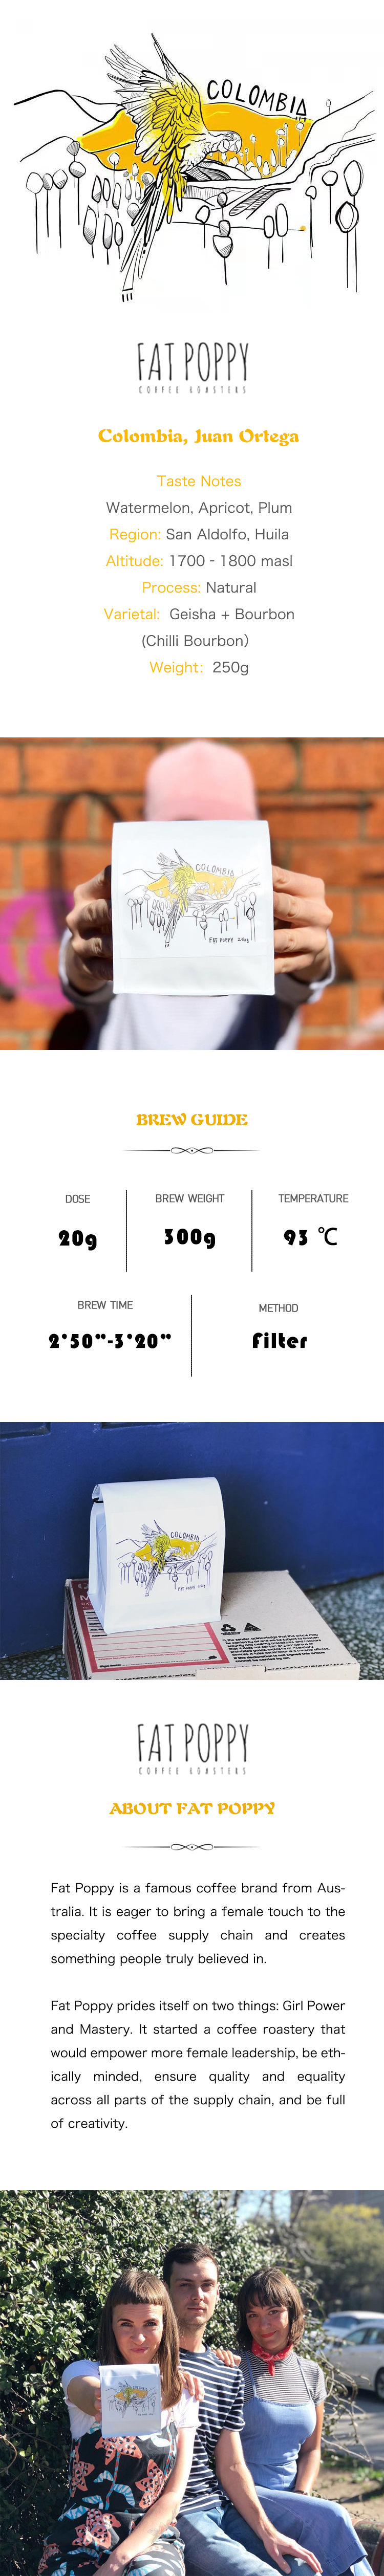 COLOMBIA
FAT POPPY
COFFEE ROASTERS
Colombia, Juan Ortega
Taste Notes
Watermelon, Apricot, Plum
Region: San Aldolfo, Huila
Altitude: 1700 - 1800 masl
Process: Natural
Varietal: Geisha + Bourbon
(Chilli Bourbon)
Weight: 250g
COLOMBIA
FAT POPPY 250g
BREW GUIDE
DOSE
BREW WEIGHT
TEMPERATURE
20g
300g
93 ℃
BREW TIME
METHOD
2'50"-3'20"
Filter
COLOMBIA
FAT POPPY
FAT POPPY
COFFEE ROASTERS
ABOUT FAT POPPY
Fat Poppy is a famous coffee brand from Aus-
tralia. It is eager to bring a female touch to the
specialty coffee supply chain and creates
something people truly believed in.
Fat Poppy prides itself on two things: Girl Power
and Mastery. It started a coffee roastery that
would empower more female leadership, be eth-
ically minded, ensure quality and equality
across all parts of the supply chain, and be full
of creativity.